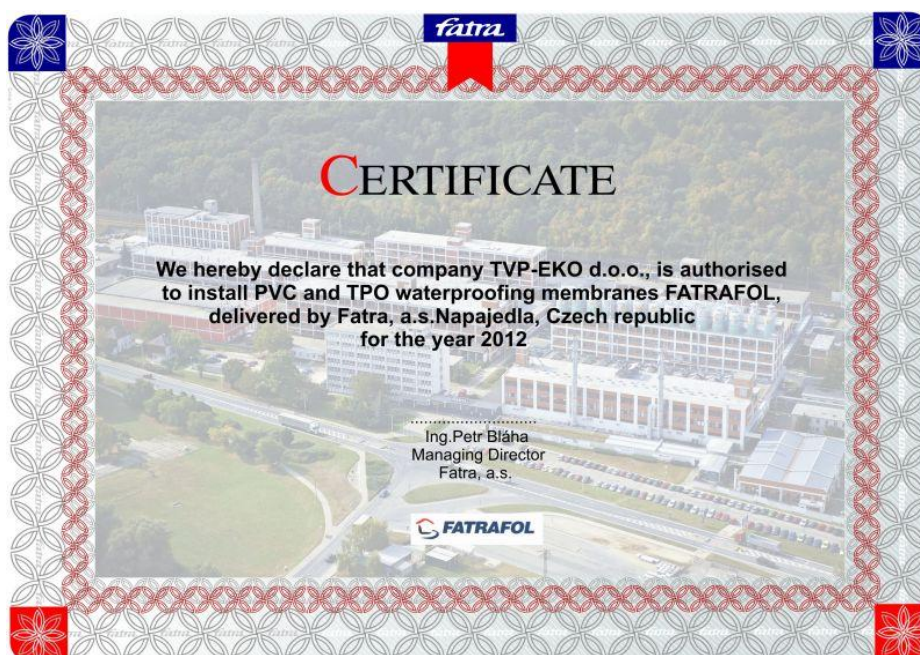 fatra
CERTIFICATE
We hereby declare that company TVP-EKO d.o.o., is authorised
to install PVC and TPO waterproofing membranes FATRAFOL,
delivered by Fatra, a.s.Napajedla, Czech republic
for the year 2012
............................
Ing.Petr Bláha
Managing Director
Fatra, a.s.
FATRAFOL